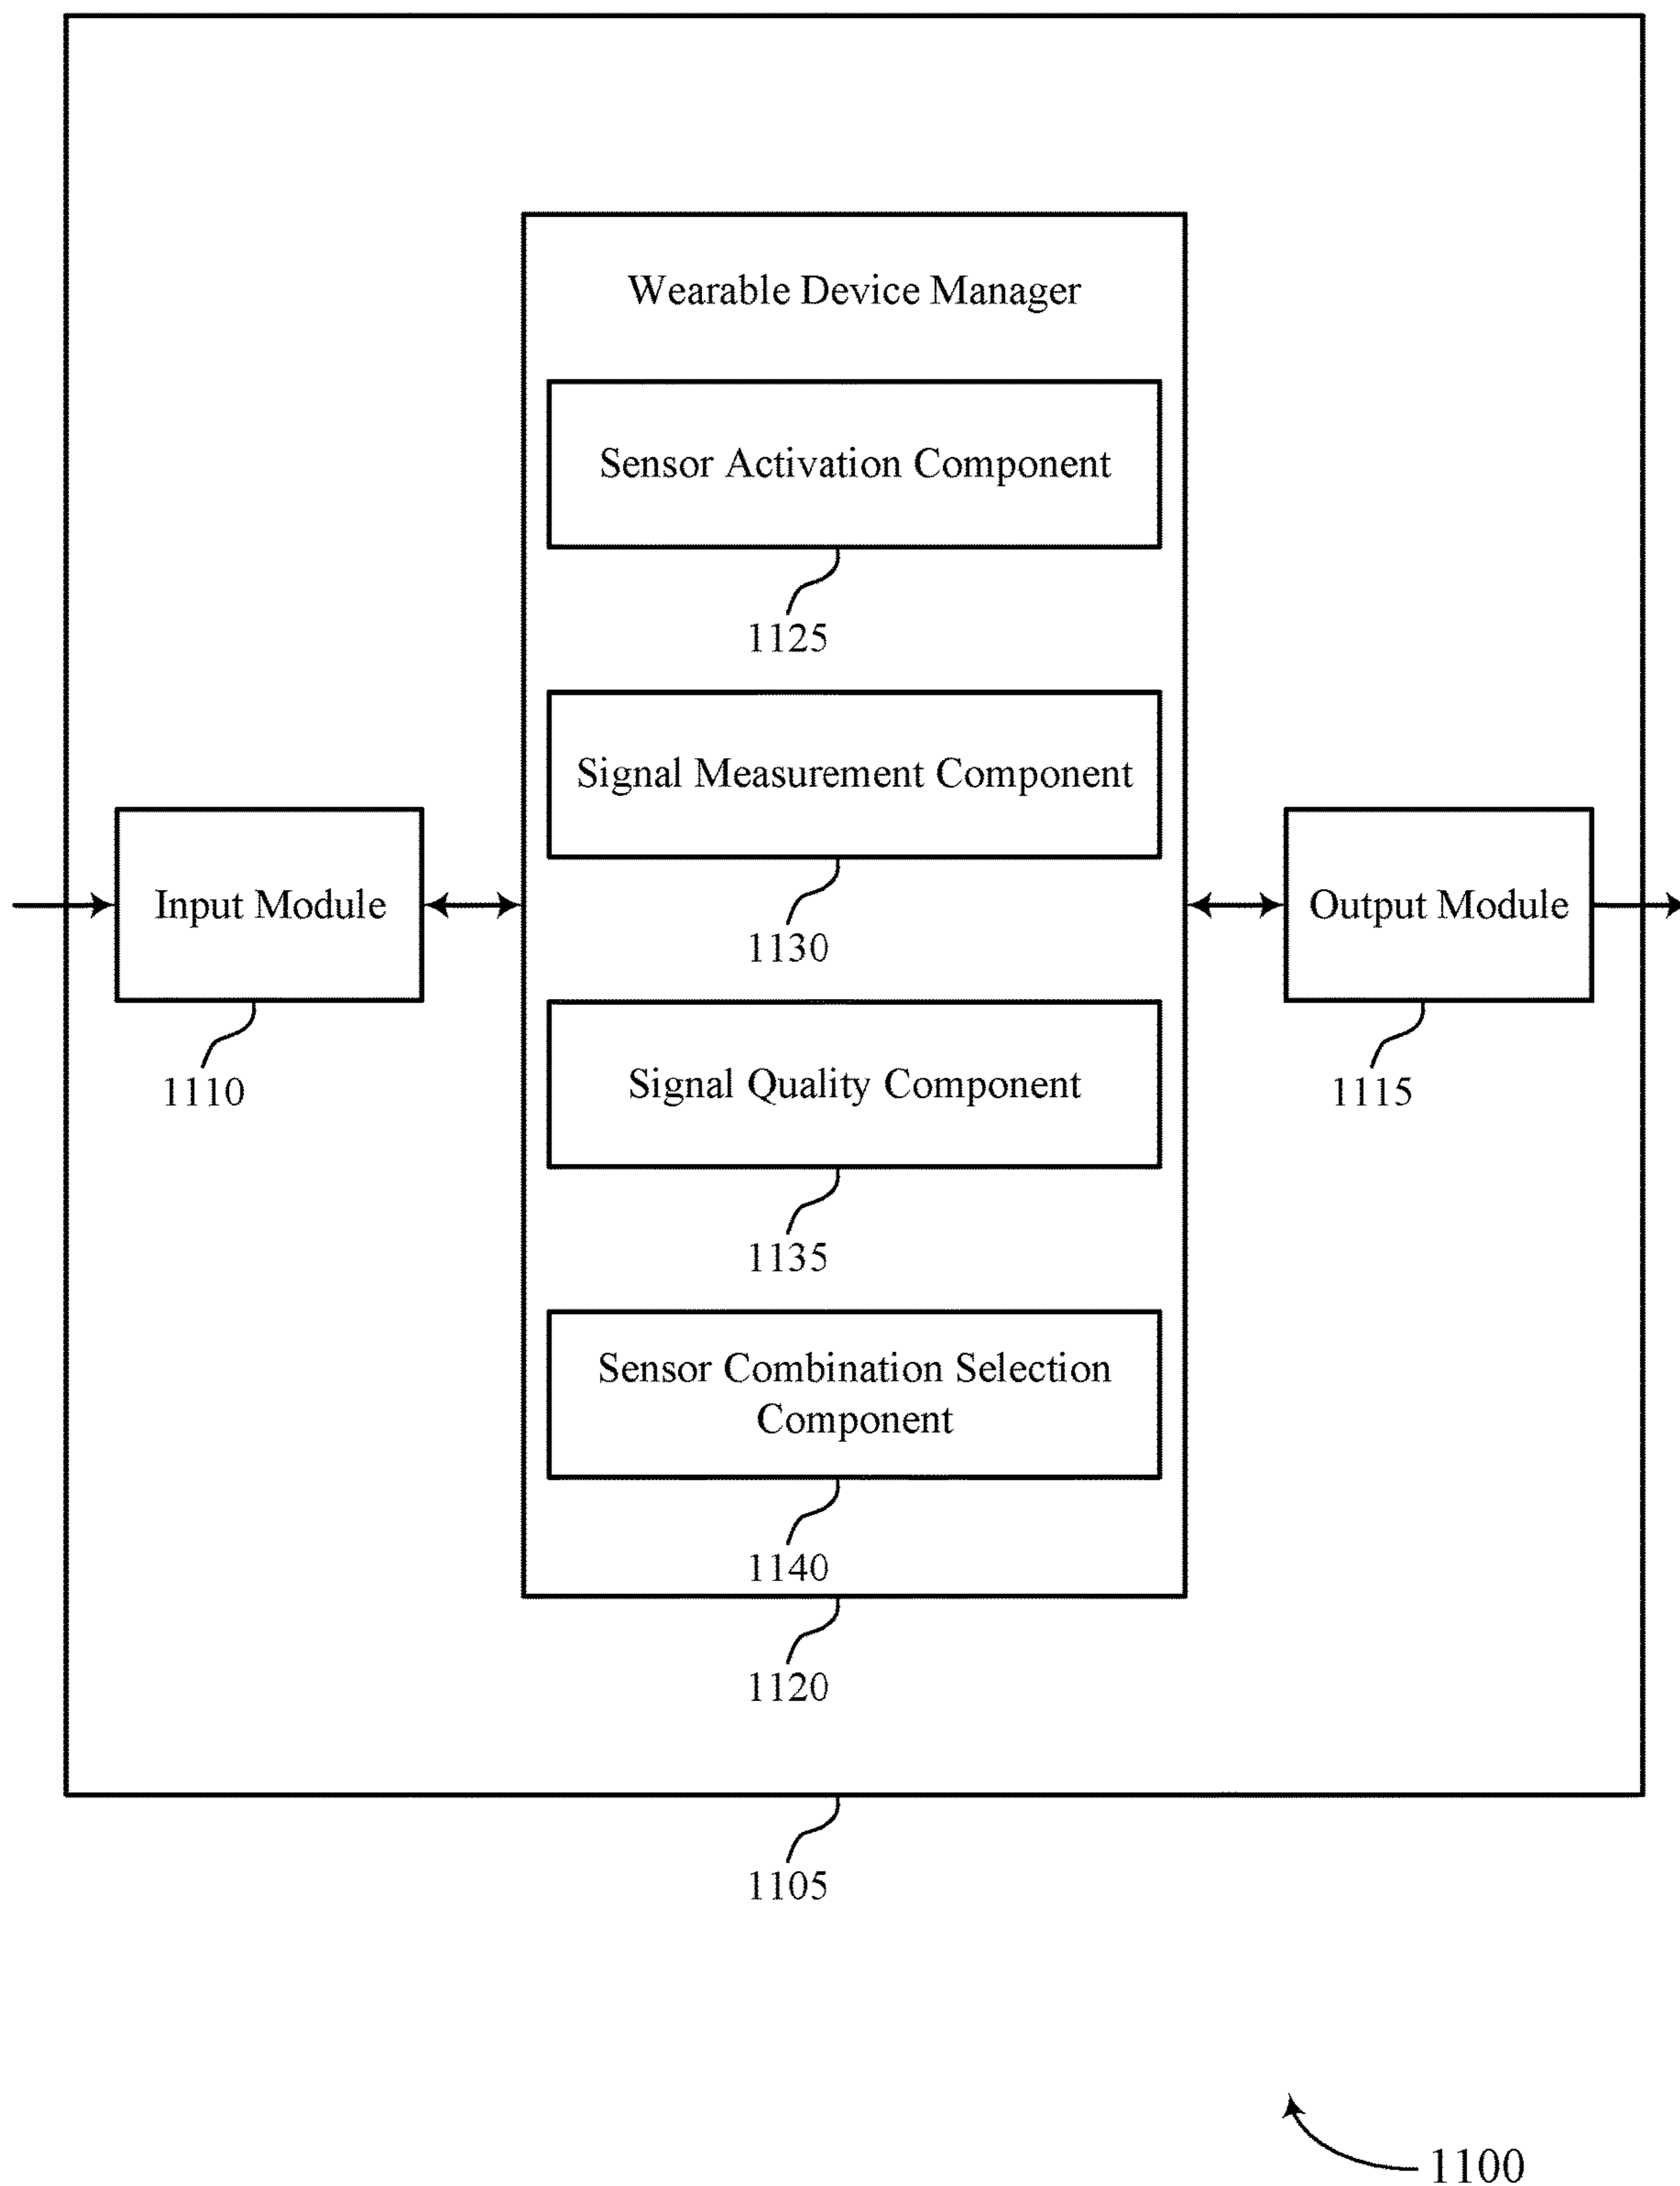 Wearable Device Manager
Sensor Activation Component
1125
Signal Measurement Component
1130
Input Module
1110
Output Module
1115
Signal Quality Component
1135
Sensor Combination Selection
Component
1140
1120
1105
1100